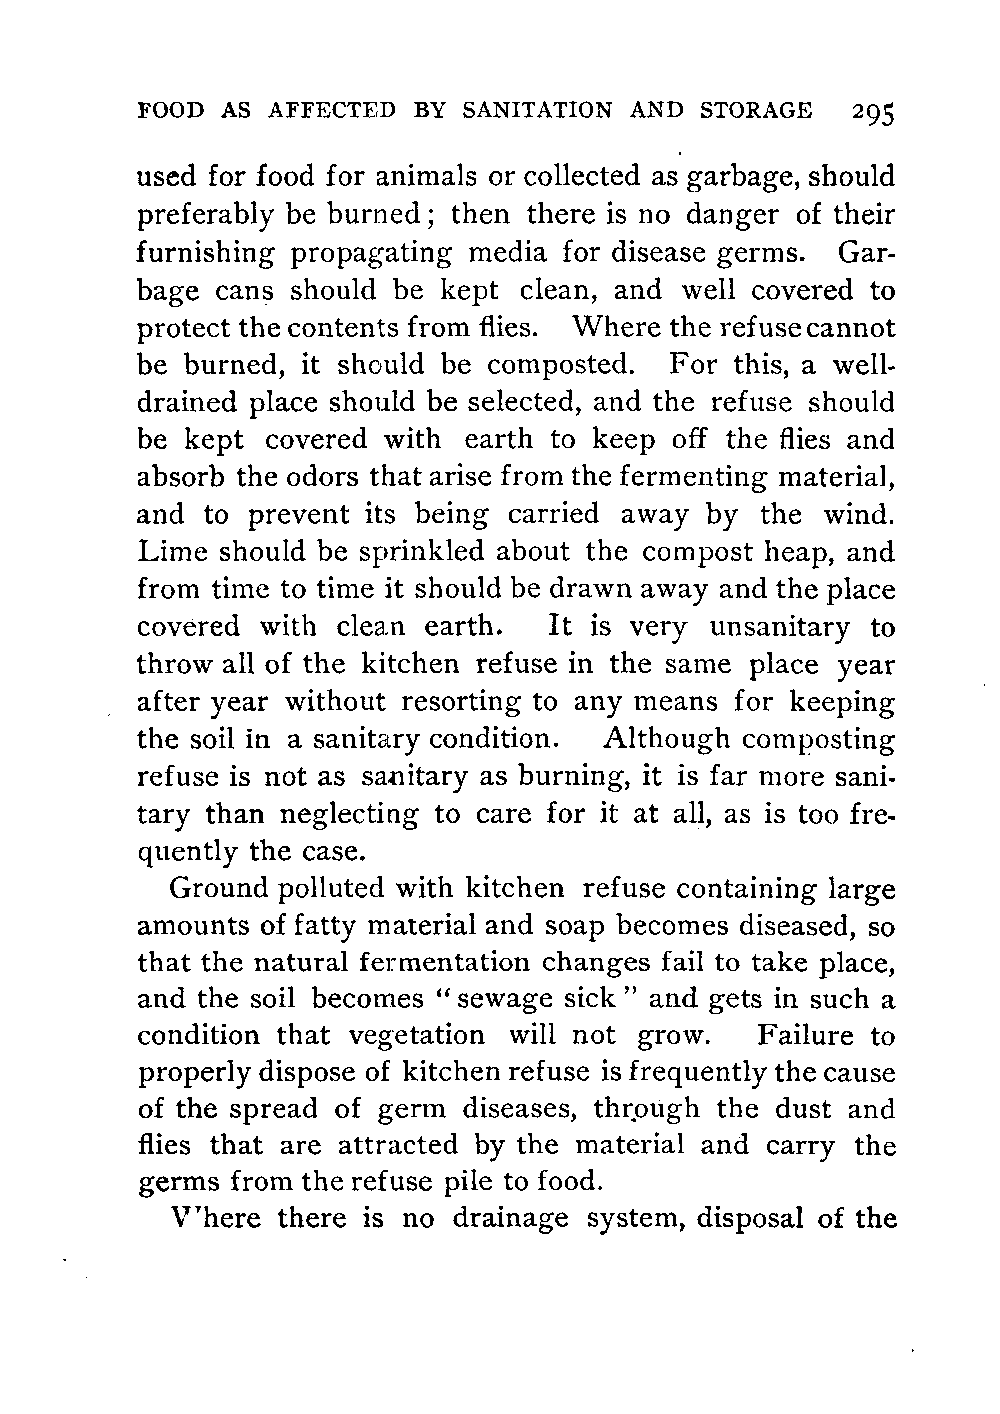 FOOD AS AFFECTED BY SANITATION AND STORAGE 295
used for food for animals or collected as garbage, should
preferably be burned; then there is no danger of their
furnishing propagating media for disease germs. Gar-
bage cans should be kept clean, and well covered to
protect the contents from flies. Where the refuse cannot
be burned, it should be composted. For this, a well-
drained place should be selected, and the refuse should
be kept covered with earth to keep off the flies and
absorb the odors that arise from the fermenting material,
and to prevent its being carried away by the wind.
Lime should be sprinkled about the compost heap, and
from time to time it should be drawn away and the place
covered with clean earth. It is very unsanitary to
throw all of the kitchen refuse in the same place year
after year without resorting to any means for keeping
the soil in a sanitary condition. Although composting
refuse is not as sanitary as burning, it is far more sani-
tary than neglecting to care for it at all, as is too fre-
quently the case.
Ground polluted with kitchen refuse containing large
amounts of fatty material and soap becomes diseased, so
that the natural fermentation changes fail to take place,
and the soil becomes "sewage sick" and gets in such a
condition that vegetation will not grow. Failure to
properly dispose of kitchen refuse is frequently the cause
of the spread of germ diseases, through the dust and
flies that are attracted by the material and carry the
germs from the refuse pile to food.
Where there is no drainage system, disposal of the